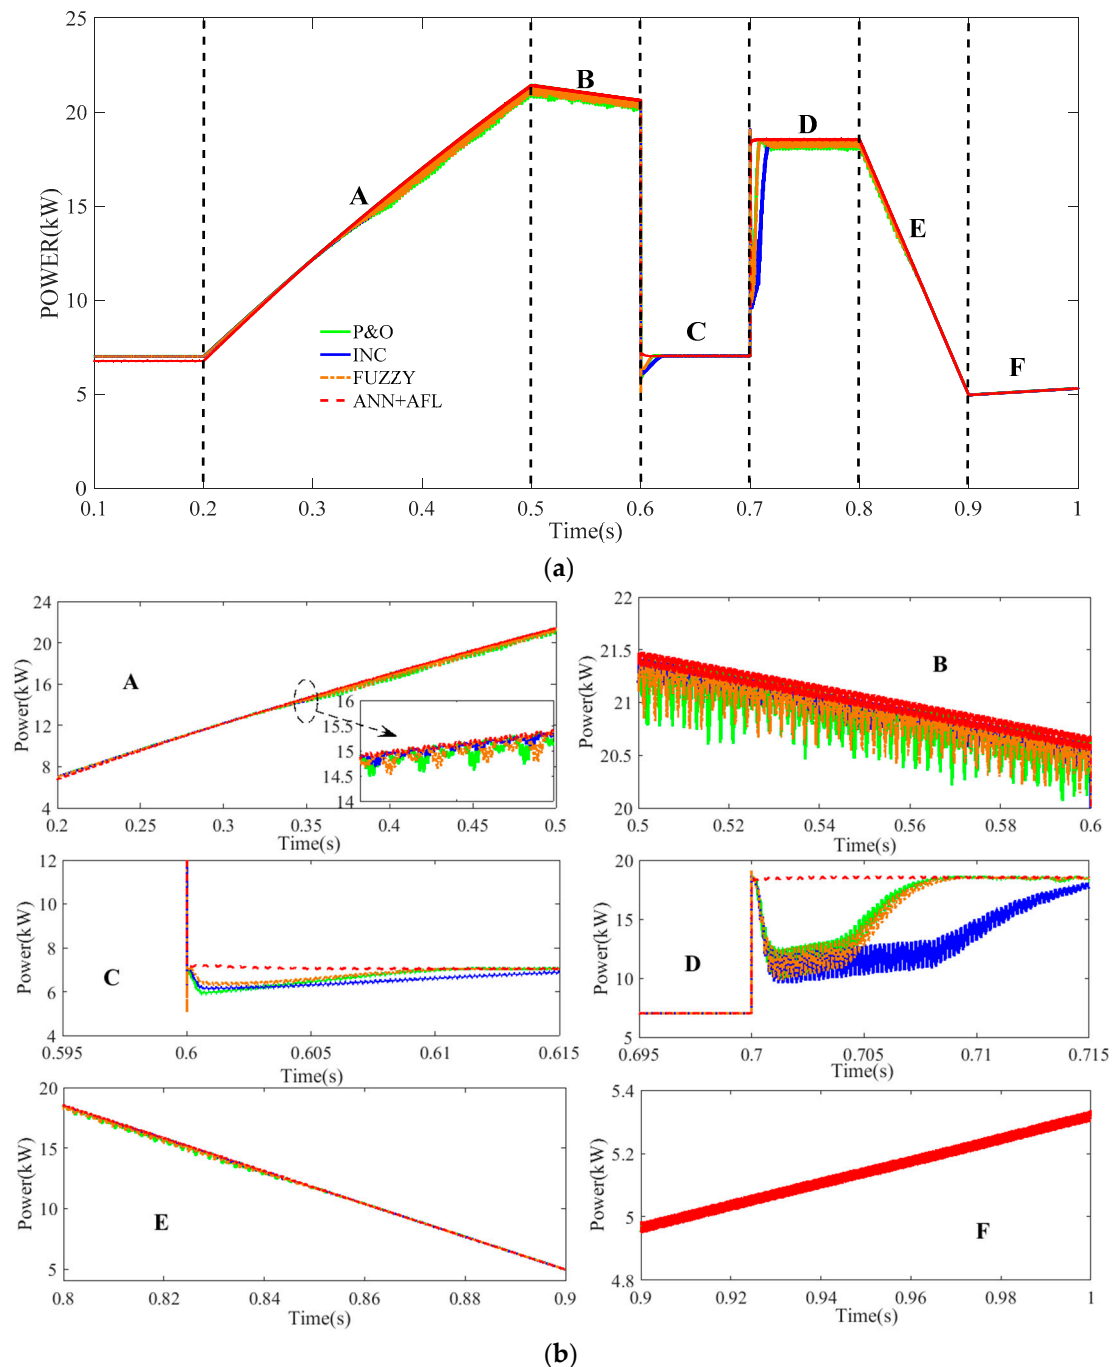 25
20
15
10
5
0
POWER(kW)
A
B
C
D
E
F
P&O
INC
FUZZY
ANN+AFL
0.1 0.2 0.3 0.4 0.5 0.6 0.7 0.8 0.9 1
Time(s)
(a)
24
20
16
12
8
4
Power(kW)
A
16
15.5
15
14.5
14
0.2 0.25 0.3 0.35 0.4 0.45 0.5
Time(s)
22
21.5
21
20.5
20
Power(kW)
B
0.5 0.52 0.54 0.56 0.58 0.6
Time(s)
12
10
8
6
4
Power(kW)
C
0.595 0.6 0.605 0.61 0.615
Time(s)
20
15
10
5
Power(kW)
D
0.695 0.7 0.705 0.71 0.715
Time(s)
20
15
10
5
Power(kW)
E
0.8 0.82 0.84 0.86 0.88 0.9
Time(s)
5.4
5.2
5
4.8
Power(kW)
F
0.9 0.92 0.94 0.96 0.98 1
Time(s)
(b)